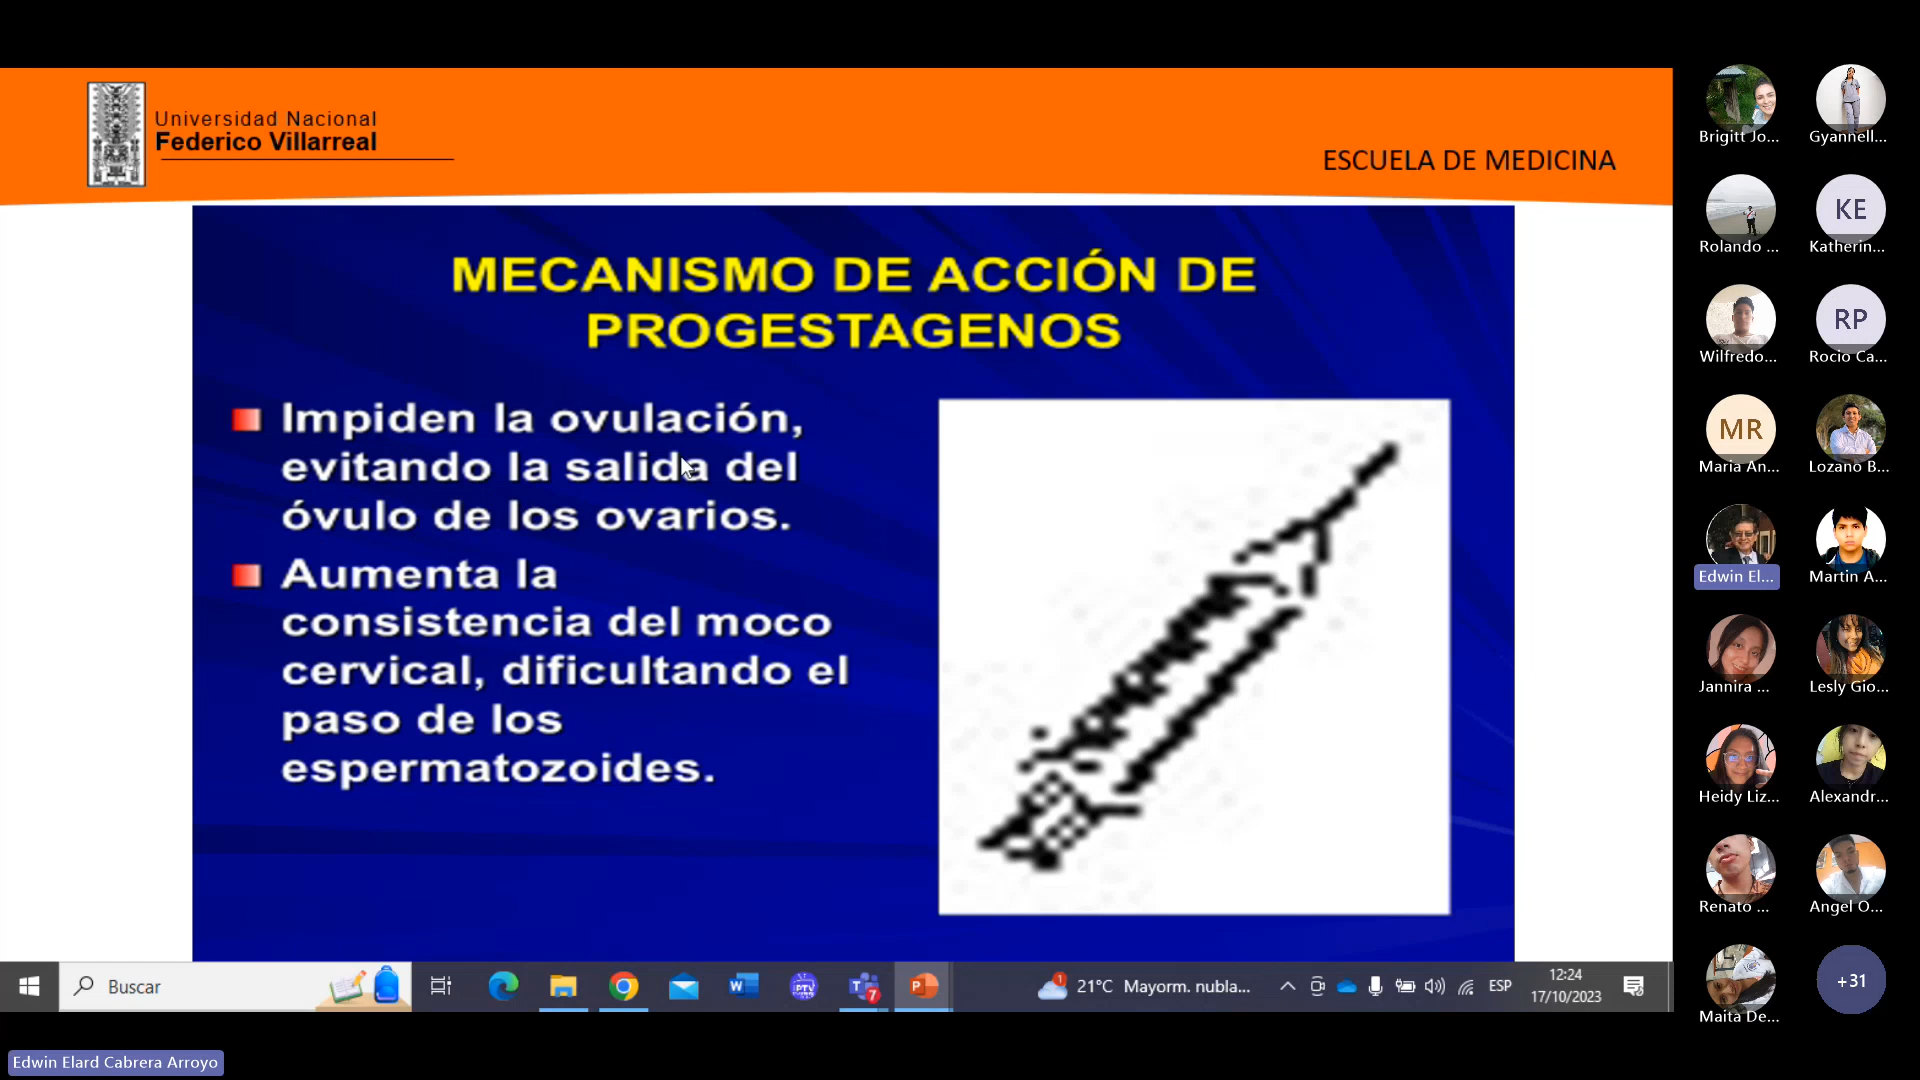 Universidad Nacional
Federico Villarreal
ESCUELA DE MEDICINA
MECANISMO DE ACCIÓN DE
PROGESTAGENOS
Impiden la ovulación,
evitando la salida del
óvulo de los ovarios.
Aumenta la
consistencia del moco
cervical, dificultando el
paso de los
espermatozoides.
Brigitt Jo...
Gyannell...
Rolando ...
KE
Katherin...
Wilfredo...
RP
Rocio Ca...
MR
Maria An...
Lozano B...
Edwin El...
Martin A...
Jannira ...
Lesly Gio...
Heidy Liz...
Alexandr...
Renato ...
Angel O...
Maita De...
+31
Buscar
PTV
7
1
21°C Mayorm. nubla...
ESP
12:24
17/10/2023
Edwin Elard Cabrera Arroyo